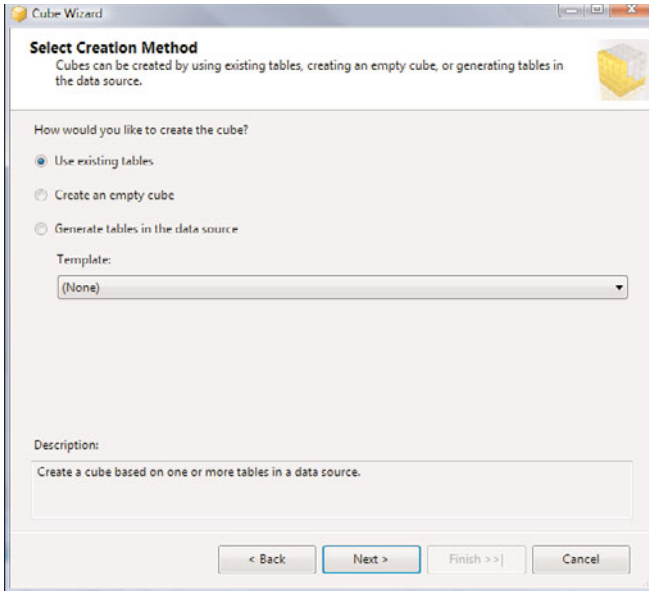 Cube Wizard
Select Creation Method
Cubes can be created by using existing tables, creating an empty cube, or generating tables in
the data source.
How would you like to create the cube?
Use existing tables
Create an empty cube
Generate tables in the data source
Template:
(None)
Description:
Create a cube based on one or more tables in a data source.
< Back Next > Finish >>| Cancel